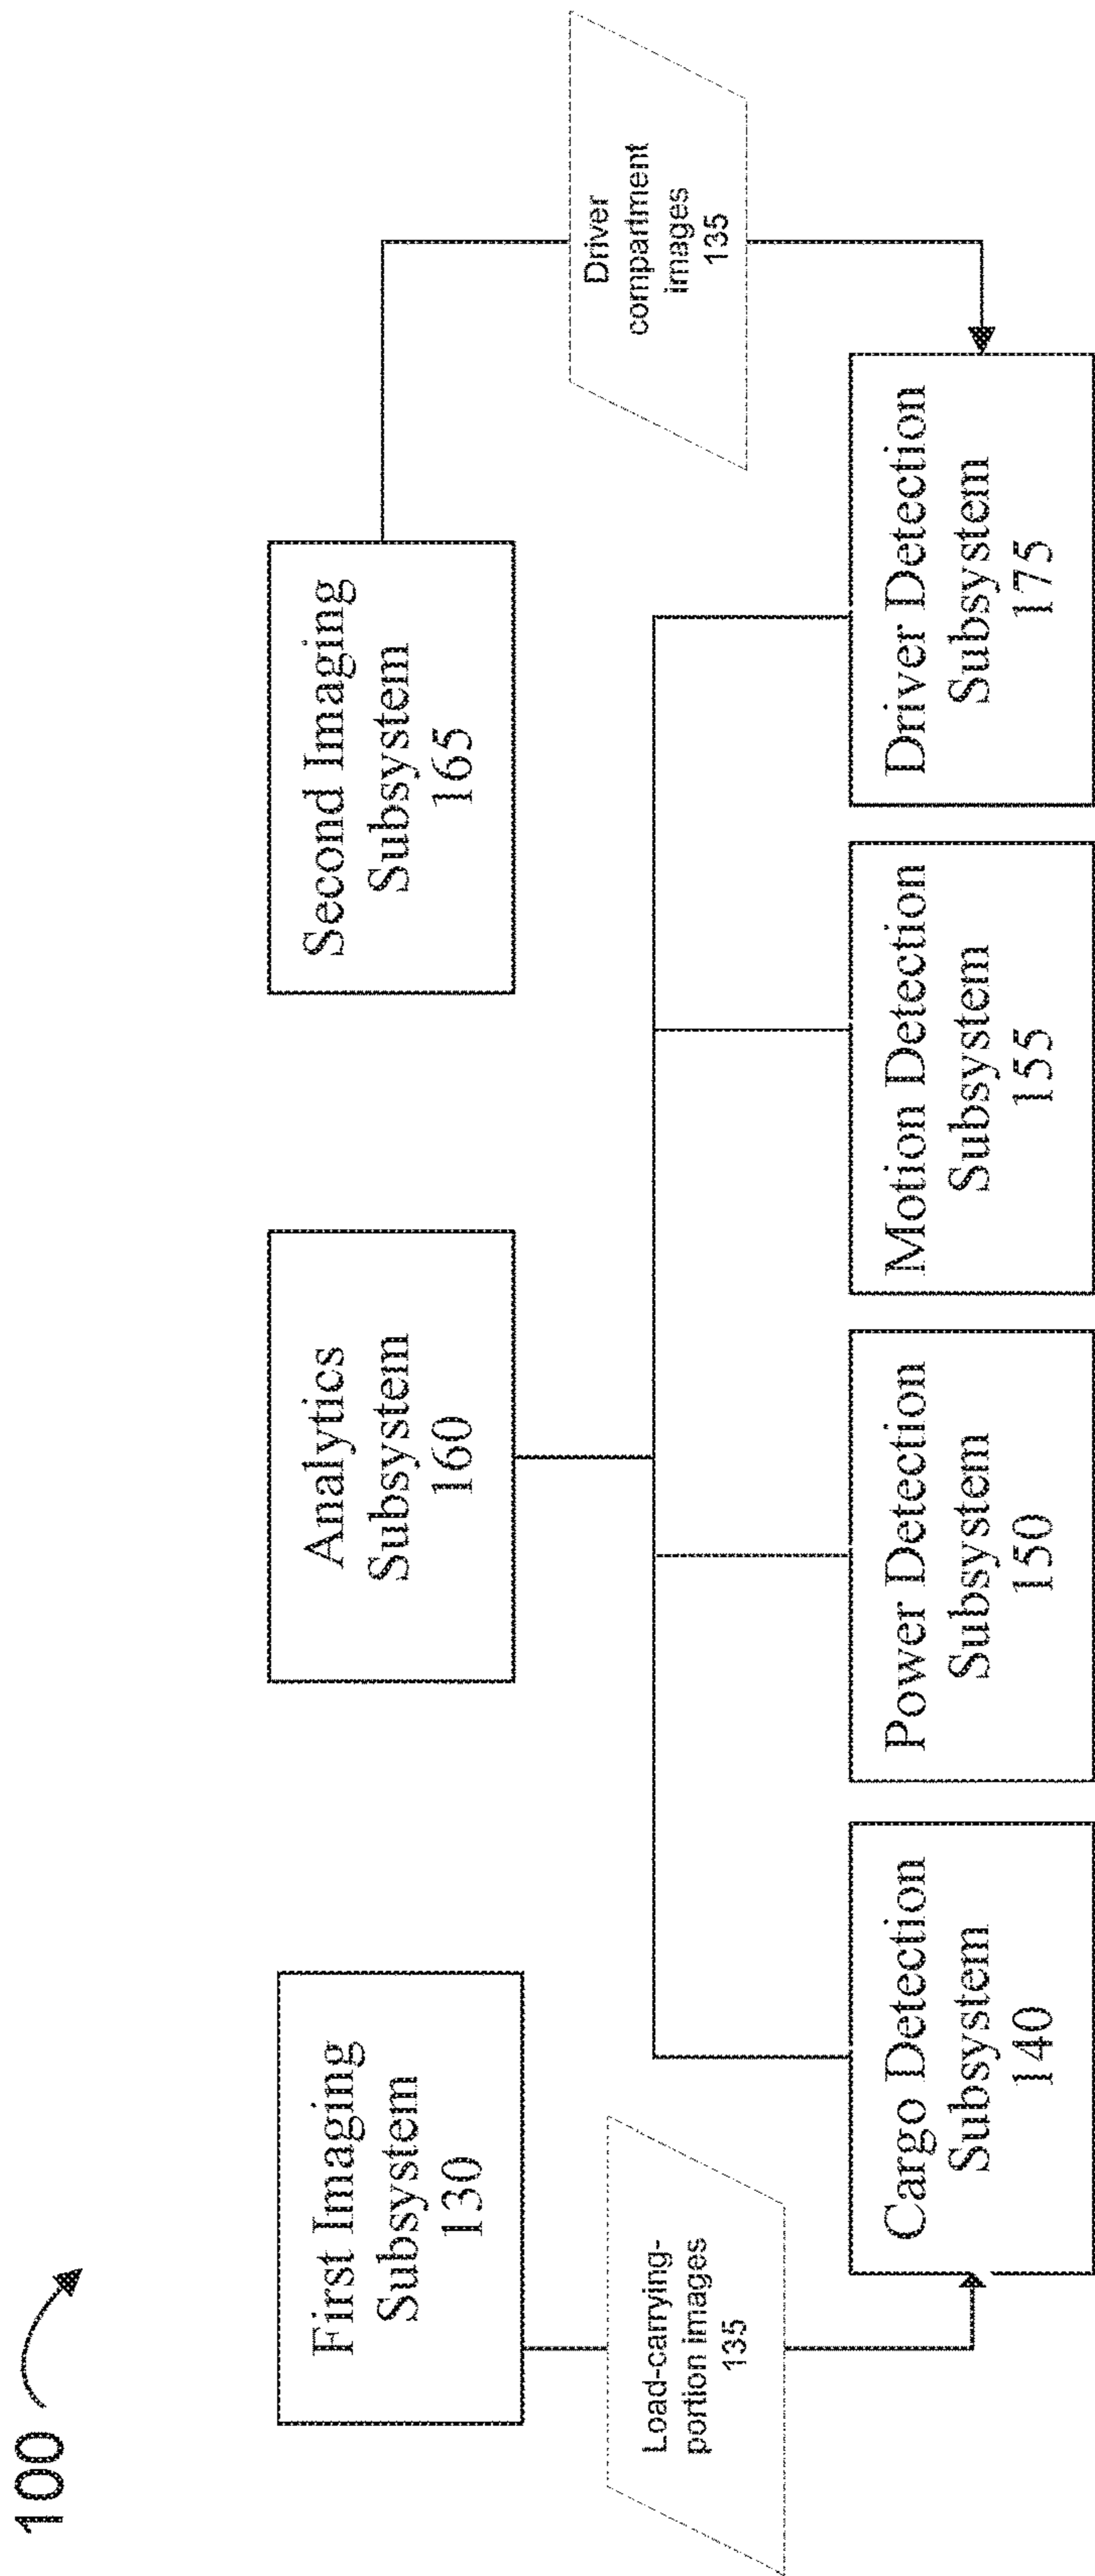 100
First Imaging
Subsystem
130
Analytics
Subsystem
160
Second Imaging
Subsystem
165
Load-carrying-
portion images
135
Driver
compartment
images
135
Cargo Detection
Subsystem
140
Power Detection
Subsystem
150
Motion Detection
Subsystem
155
Driver Detection
Subsystem
175